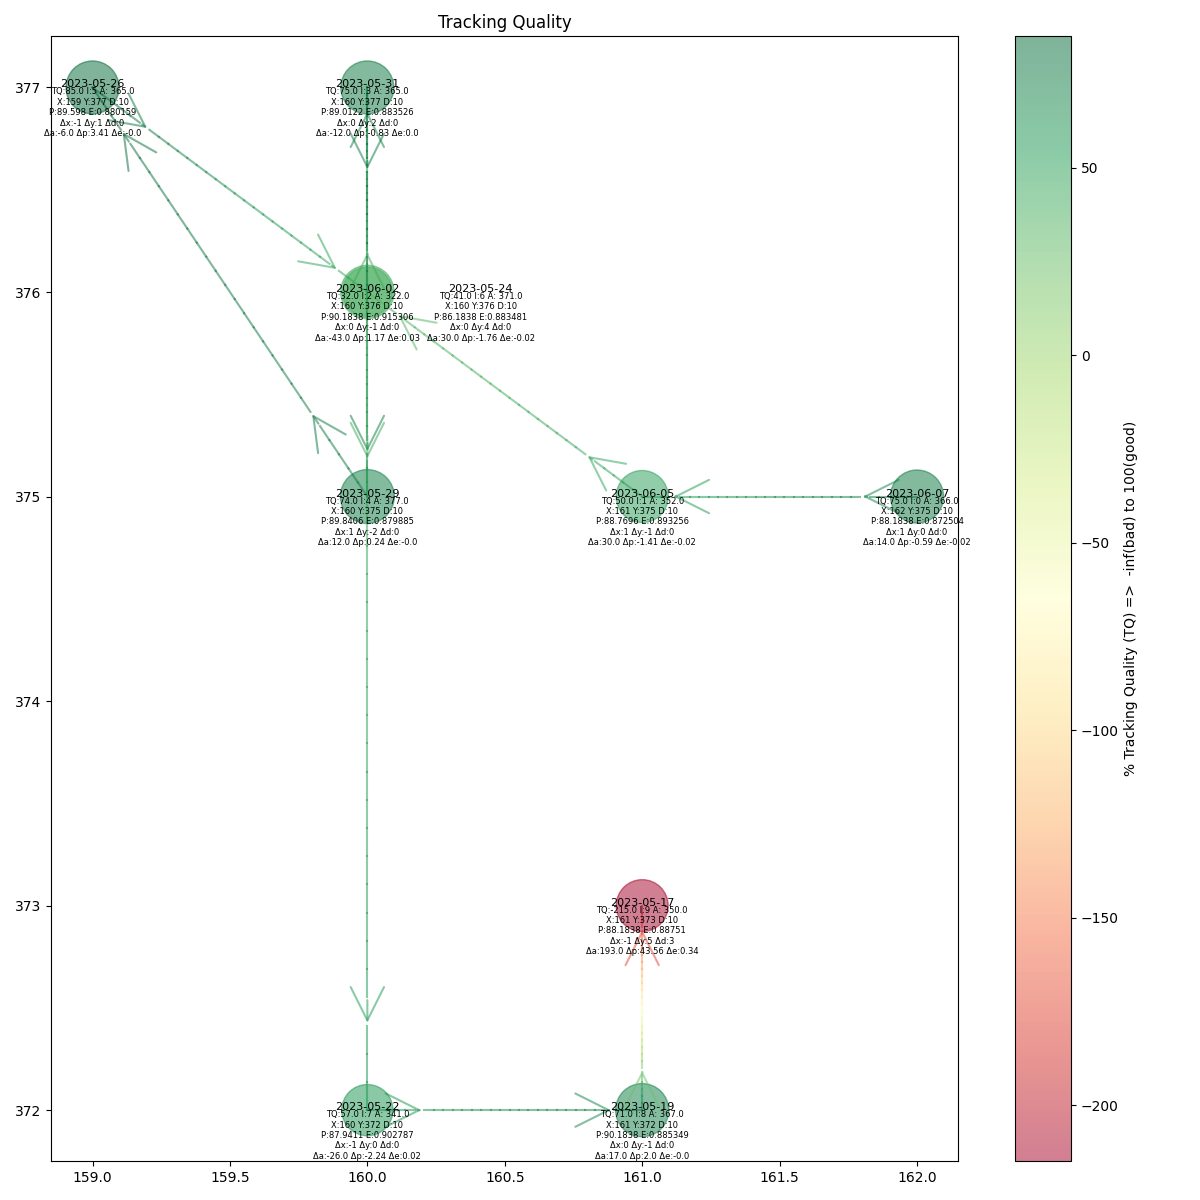 Tracking Quality
377
376
375
374
373
372
159.0
159.5
160.0
160.5
161.0
161.5
162.0
2023-05-26
TQ:85.0 I:5 A: 365.0
X:159 Y:377 D:10
P:89.598 E:0.880159
Δx:-1 Δy:1 Δd:0
Δa:-6.0 Δp:3.41 Δe:-0.0
2023-05-31
TQ:75.0 I:3 A: 365.0
X:160 Y:377 D:10
P:89.0122 E:0.883526
Δx:0 Δy:2 Δd:0
Δa:-12.0 Δp:-0.83 Δe:0.0
2023-06-02
TQ:32.0 I:2 A: 322.0
X:160 Y:376 D:10
P:90.1838 E:0.915306
Δx:0 Δy:-1 Δd:0
Δa:-43.0 Δp:1.17 Δe:0.03
2023-05-24
TQ:41.0 I:6 A: 371.0
X:160 Y:376 D:10
P:86.1838 E:0.883481
Δx:0 Δy:4 Δd:0
Δa:30.0 Δp:-1.76 Δe:-0.02
2023-05-29
TQ:74.0 I:4 A: 377.0
X:160 Y:375 D:10
P:89.8406 E:0.879885
Δx:1 Δy:-2 Δd:0
Δa:12.0 Δp:0.24 Δe:-0.0
2023-06-05
TQ:50.0 I:1 A: 352.0
X:161 Y:375 D:10
P:88.7696 E:0.893256
Δx:1 Δy:-1 Δd:0
Δa:30.0 Δp:-1.41 Δe:-0.02
2023-06-07
TQ:75.0 I:0 A: 366.0
X:162 Y:375 D:10
P:88.1838 E:0.872504
Δx:1 Δy:0 Δd:0
Δa:14.0 Δp:-0.59 Δe:-0.02
2023-05-17
TQ:-215.0 I:9 A: 350.0
X:161 Y:373 D:10
P:88.1838 E:0.88751
Δx:-1 Δy:5 Δd:3
Δa:193.0 Δp:43.56 Δe:0.34
2023-05-22
TQ:57.0 I:7 A: 341.0
X:160 Y:372 D:10
P:87.9411 E:0.902787
Δx:-1 Δy:0 Δd:0
Δa:-26.0 Δp:-2.24 Δe:0.02
2023-05-19
TQ:71.0 I:8 A: 367.0
X:161 Y:372 D:10
P:90.1838 E:0.885349
Δx:0 Δy:-1 Δd:0
Δa:17.0 Δp:2.0 Δe:-0.0
50
0
−50
−100
−150
−200
% Tracking Quality (TQ) => -inf(bad) to 100(good)